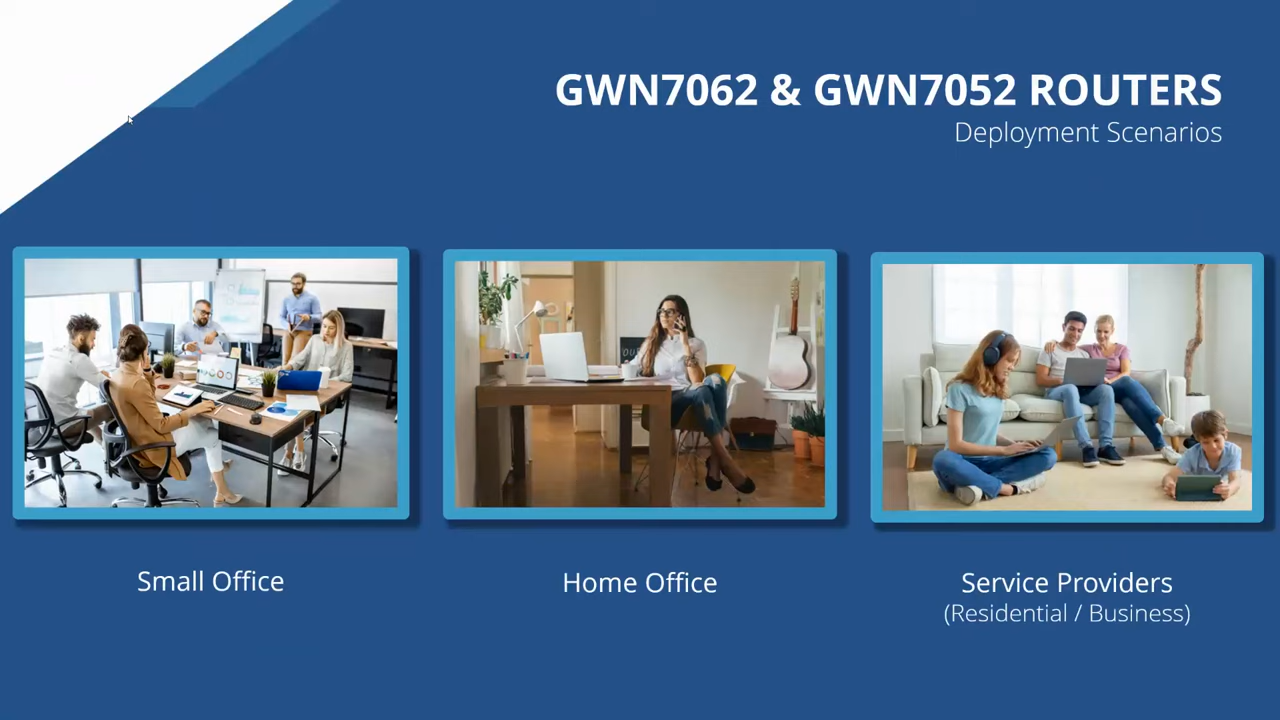 GWN7062 & GWN7052 ROUTERS
Deployment Scenarios
Small Office
Home Office
Service Providers
(Residential / Business)